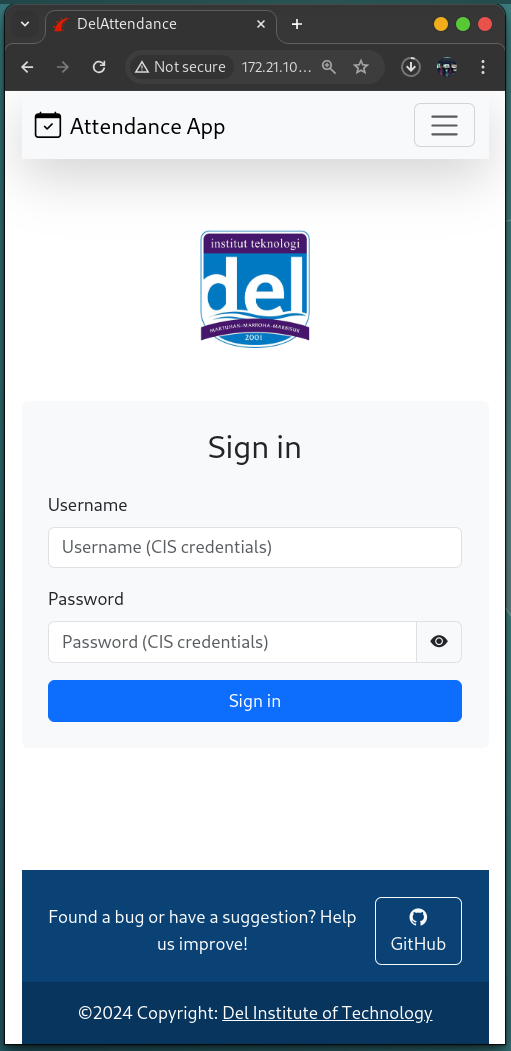 DelAttendance
Not secure 172.21.10...
Attendance App
institut teknologi
del
MARTUHAN-MARROHA-MARBISUK
2001
Sign in
Username
Username (CIS credentials)
Password
Password (CIS credentials)
Sign in
Found a bug or have a suggestion? Help
us improve!
GitHub
©2024 Copyright: Del Institute of Technology